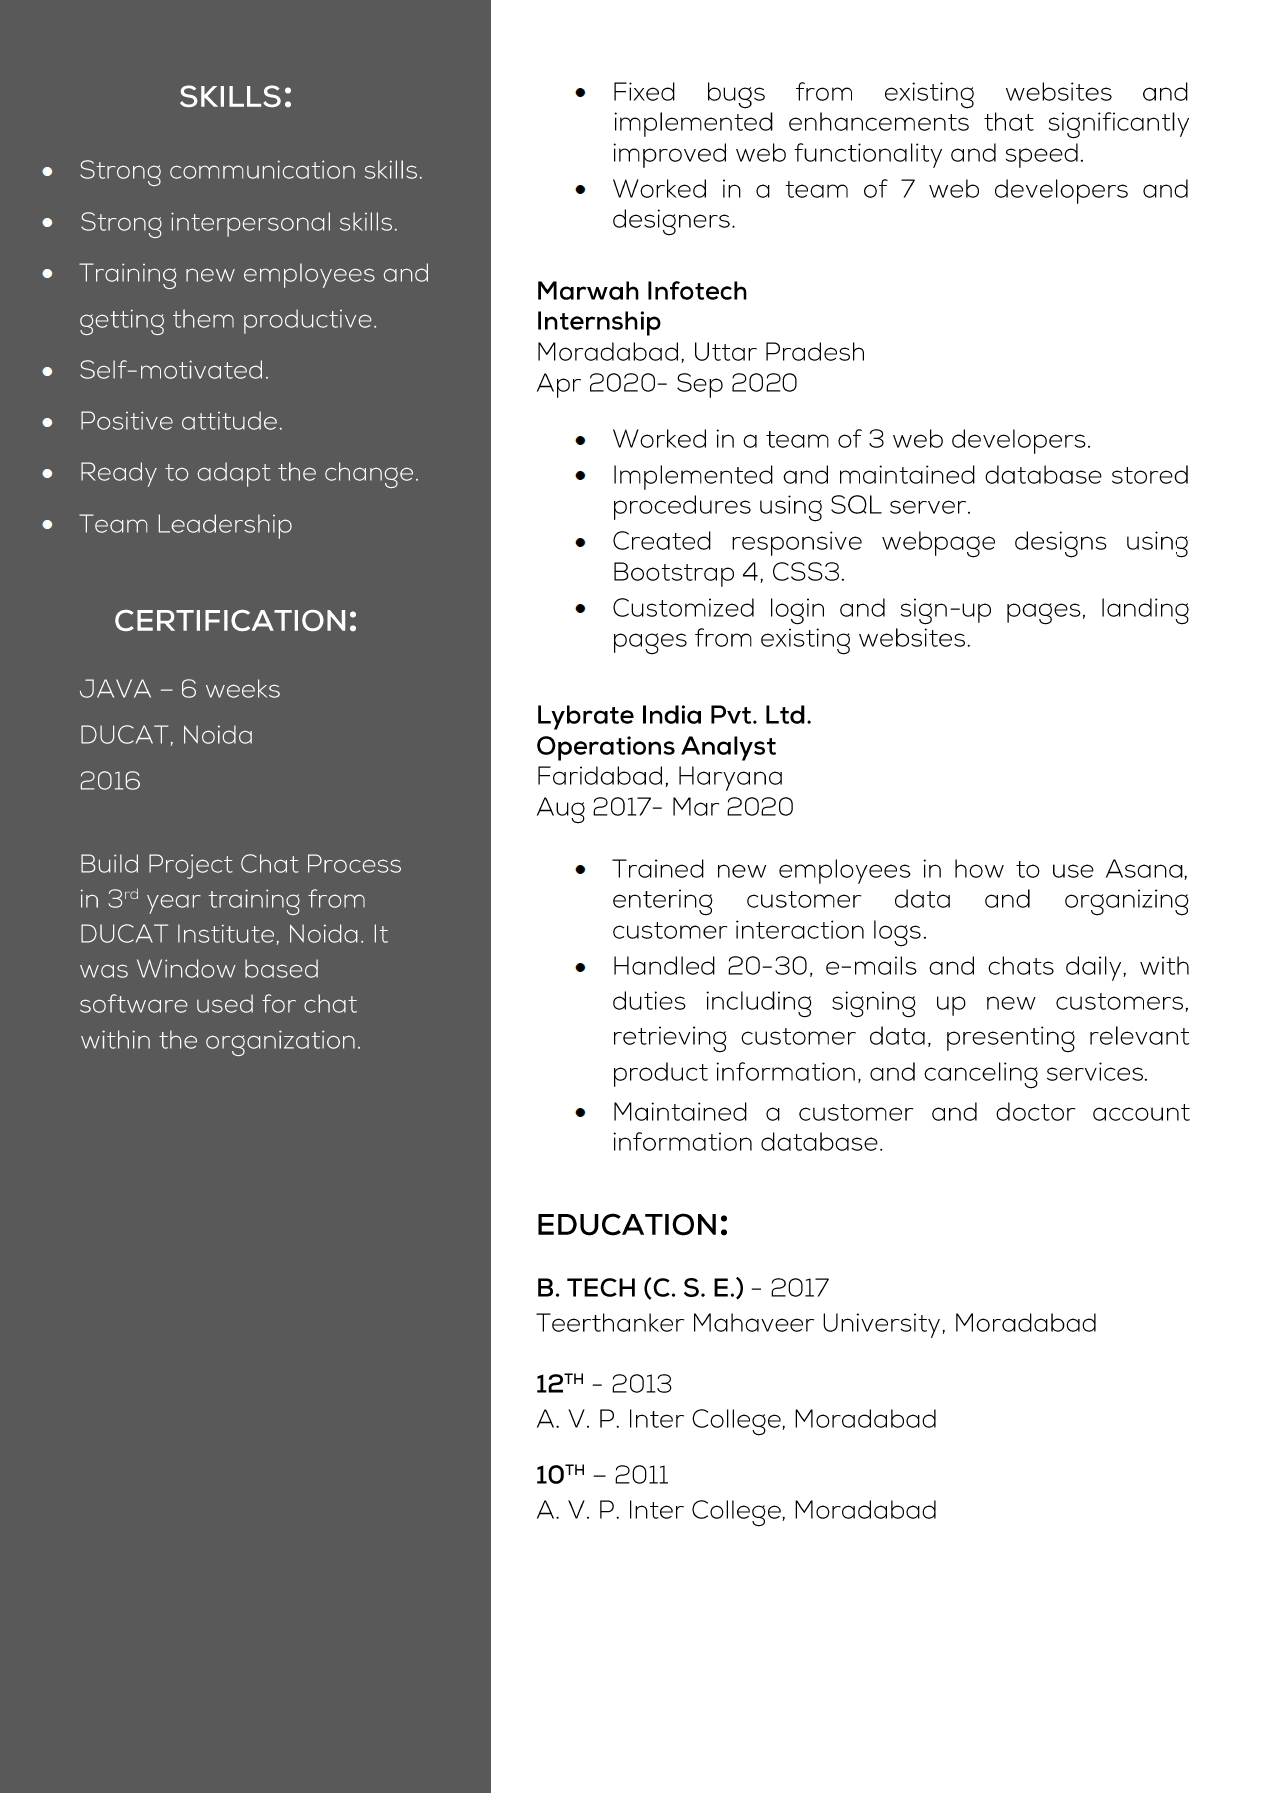 SKILLS:
• Strong communication skills.
• Strong interpersonal skills.
• Training new employees and
getting them productive.
• Self-motivated.
• Positive attitude.
• Ready to adapt the change.
• Team Leadership
CERTIFICATION:
JAVA – 6 weeks
DUCAT, Noida
2016
Build Project Chat Process
in 3rd year training from
DUCAT Institute, Noida. It
was Window based
software used for chat
within the organization.
• Fixed bugs from existing websites and
implemented enhancements that significantly
improved web functionality and speed.
• Worked in a team of 7 web developers and
designers.
Marwah Infotech
Internship
Moradabad, Uttar Pradesh
Apr 2020- Sep 2020
• Worked in a team of 3 web developers.
• Implemented and maintained database stored
procedures using SQL server.
• Created responsive webpage designs using
Bootstrap 4, CSS3.
• Customized login and sign-up pages, landing
pages from existing websites.
Lybrate India Pvt. Ltd.
Operations Analyst
Faridabad, Haryana
Aug 2017- Mar 2020
• Trained new employees in how to use Asana,
entering customer data and organizing
customer interaction logs.
• Handled 20-30, e-mails and chats daily, with
duties including signing up new customers,
retrieving customer data, presenting relevant
product information, and canceling services.
• Maintained a customer and doctor account
information database.
EDUCATION:
B. TECH (C. S. E.) - 2017
Teerthanker Mahaveer University, Moradabad
12TH - 2013
A. V. P. Inter College, Moradabad
10TH – 2011
A. V. P. Inter College, Moradabad